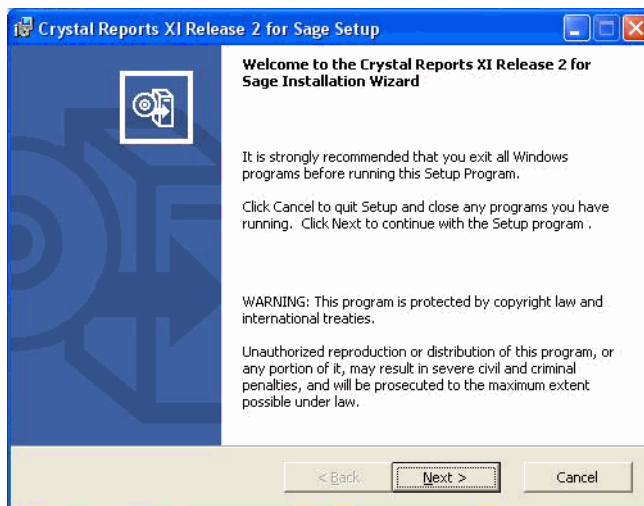 Crystal Reports XI Release 2 for Sage Setup
Welcome to the Crystal Reports XI Release 2 for
Sage Installation Wizard
It is strongly recommended that you exit all Windows
programs before running this Setup Program.
Click Cancel to quit Setup and close any programs you have
running. Click Next to continue with the Setup program .
WARNING: This program is protected by copyright law and
international treaties.
Unauthorized reproduction or distribution of this program, or
any portion of it, may result in severe civil and criminal
penalties, and will be prosecuted to the maximum extent
possible under law.
< Back Next > Cancel